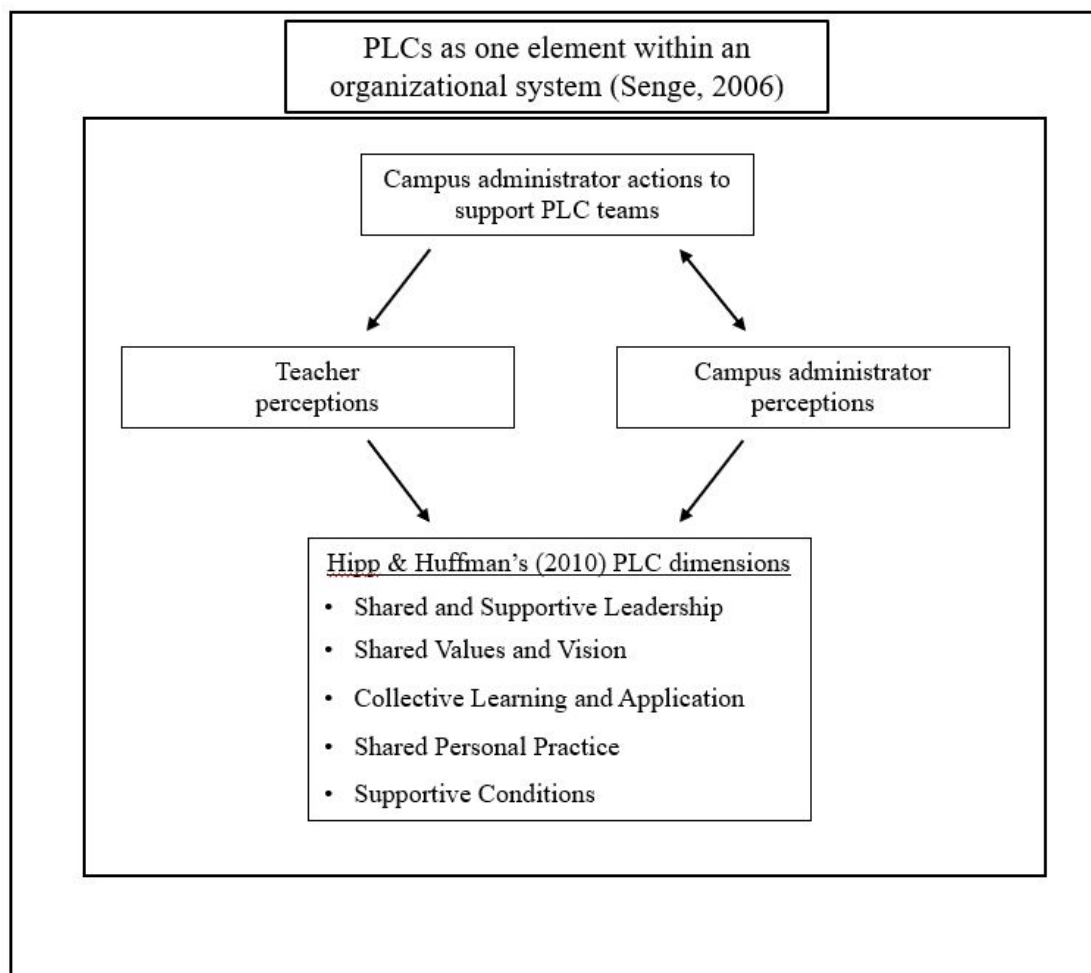 PLCs as one element within an
organizational system (Senge, 2006)
Campus administrator actions to
support PLC teams
Teacher
perceptions
Campus administrator
perceptions
Hipp & Huffman’s (2010) PLC dimensions
• Shared and Supportive Leadership
• Shared Values and Vision
• Collective Learning and Application
• Shared Personal Practice
• Supportive Conditions